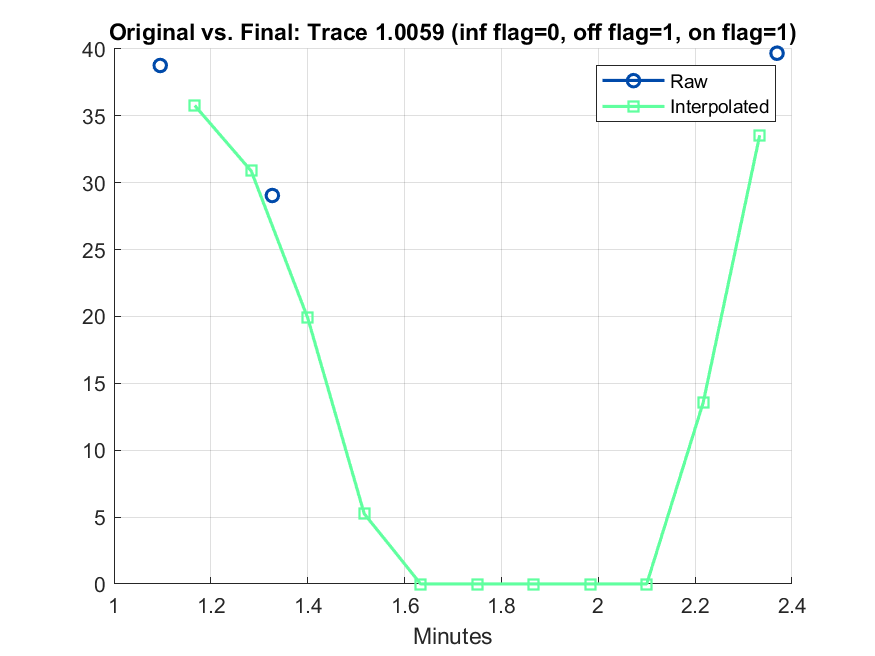 Original vs. Final: Trace 1.0059 (inf flag=0, off flag=1, on flag=1)
40
35
30
25
20
15
10
5
0
Raw
Interpolated
1 1.2 1.4 1.6 1.8 2 2.2 2.4
Minutes